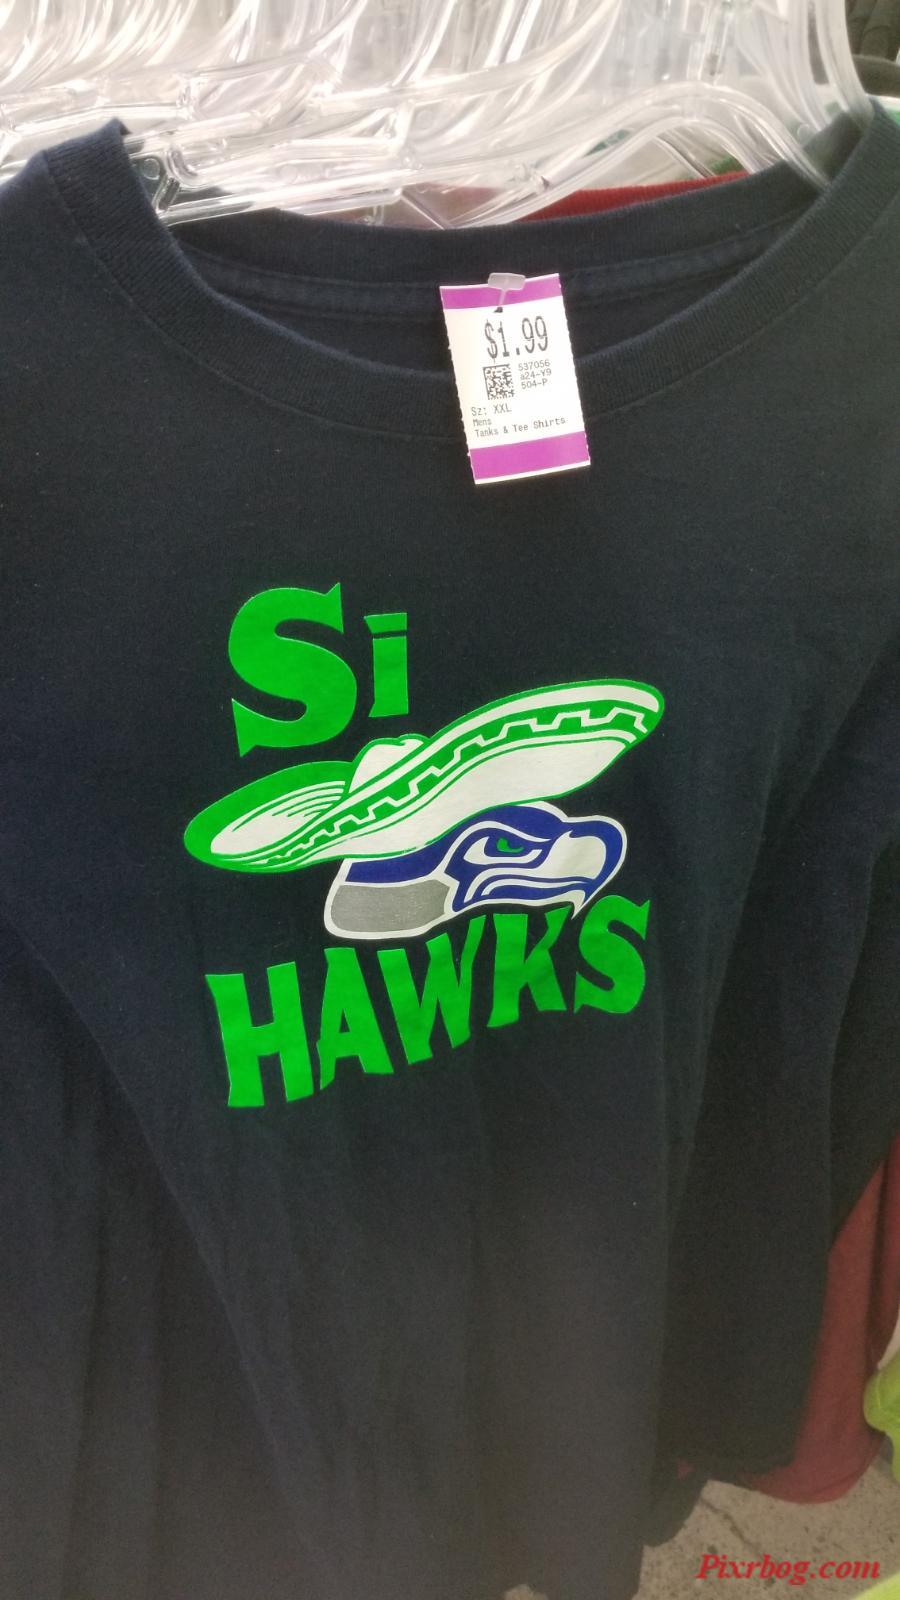 $1.99
537056
a24-Y9
504-P
Sz: XXL
Mens
Tanks & Tee Shirts
Si
HAWKS
Pixrbog.com